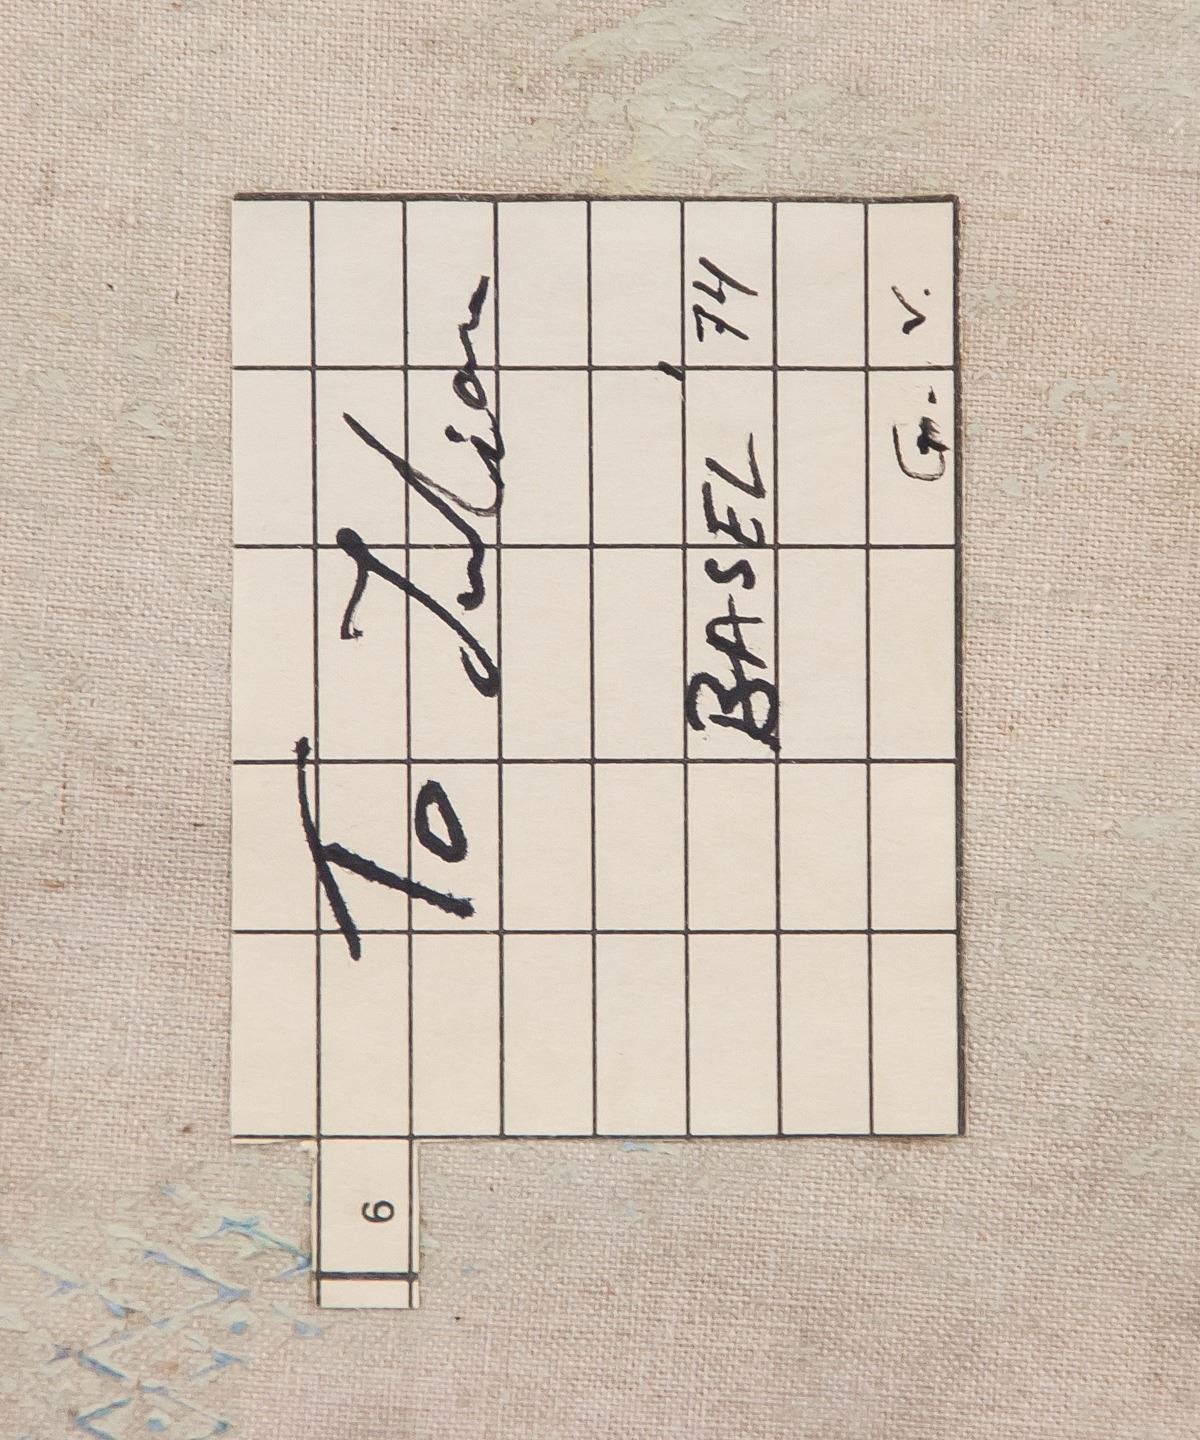 To Julian
BASEL, 74
6